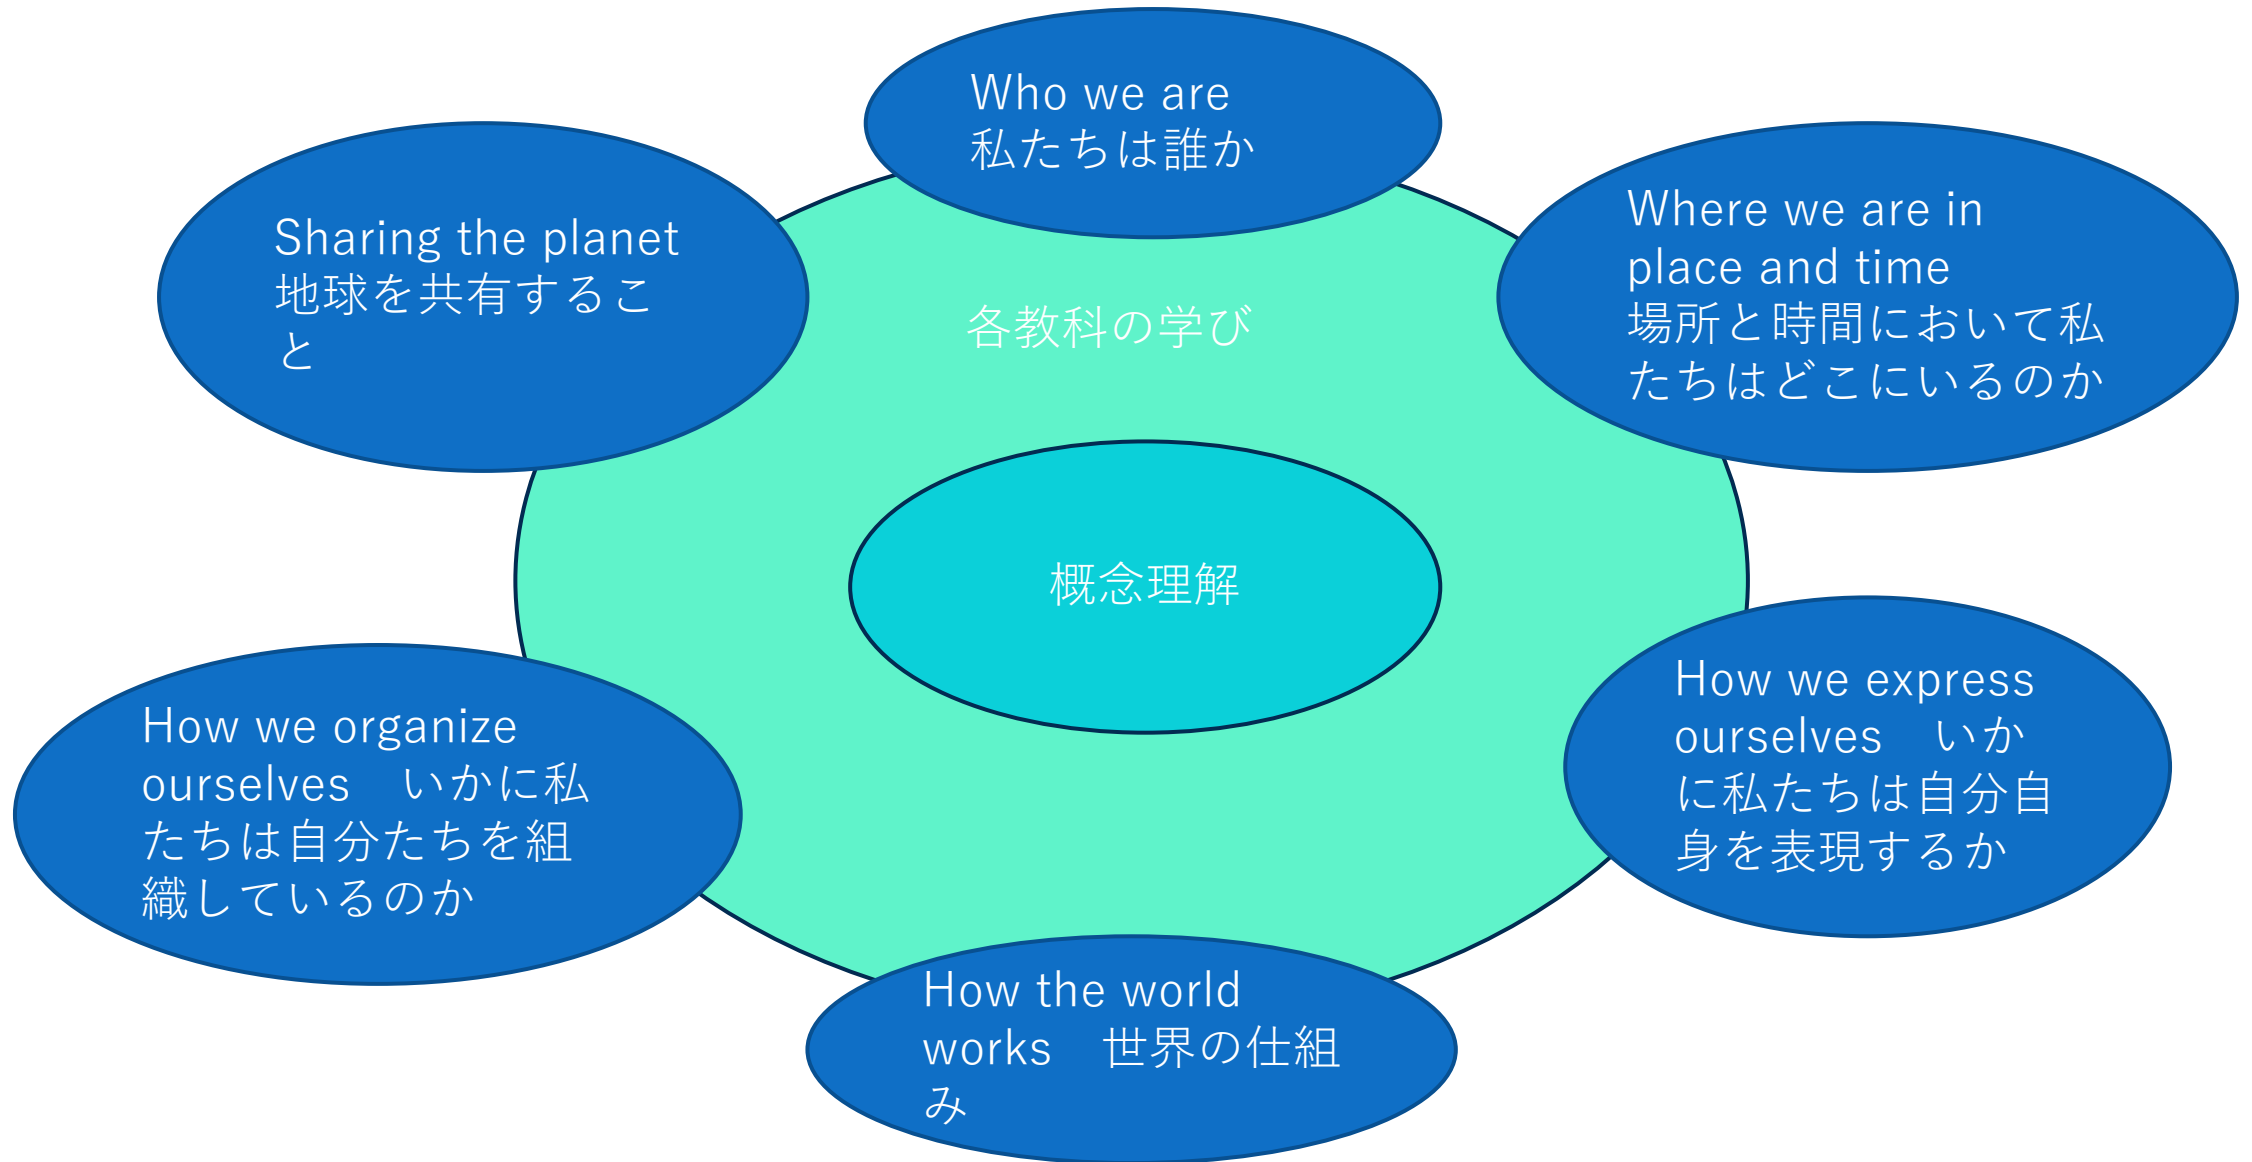 Who we are
私たちは誰か
Sharing the planet
地球を共有するこ
と
Where we are in
place and time
場所と時間において私
たちはどこにいるのか
各教科の学び
概念理解
How we organize
ourselves　いかに私
たちは自分たちを組
織しているのか
How we express
ourselves　いか
に私たちは自分自
身を表現するか
How the world
works　世界の仕組
み